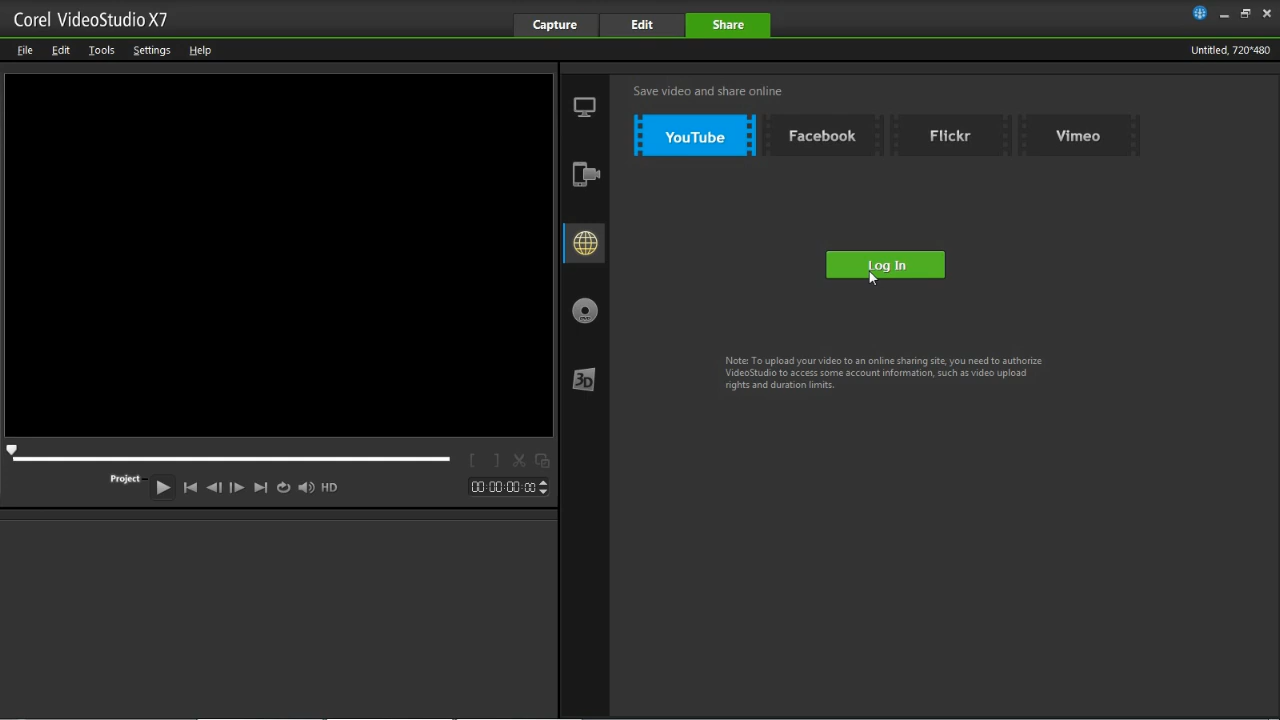 Corel VideoStudio X7
Capture
Edit
Share
File Edit Tools Settings Help
Untitled, 720*480
Save video and share online
YouTube
Facebook
Flickr
Vimeo
Log In
Note: To upload your video to an online sharing site, you need to authorize
VideoStudio to access some account information, such as video upload
rights and duration limits.
DVD
3D
[ ]
Project
HD
00:00:00:00